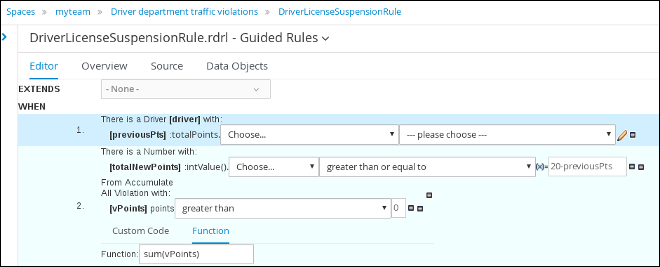 Spaces » myteam » Driver department traffic violations » DriverLicenseSuspensionRule
DriverLicenseSuspensionRule.rdrl - Guided Rules
Editor Overview Source Data Objects
EXTENDS - None -
WHEN
There is a Driver [driver] with:
1. [previousPts] :totalPoints. Choose... --- please choose ---
There is a Number with:
[totalNewPoints] :intValue(). Choose... greater than or equal to (x)= 20-previousPts
From Accumulate
All Violation with:
2. [vPoints] points greater than 0
Custom Code Function
Function: sum(vPoints)